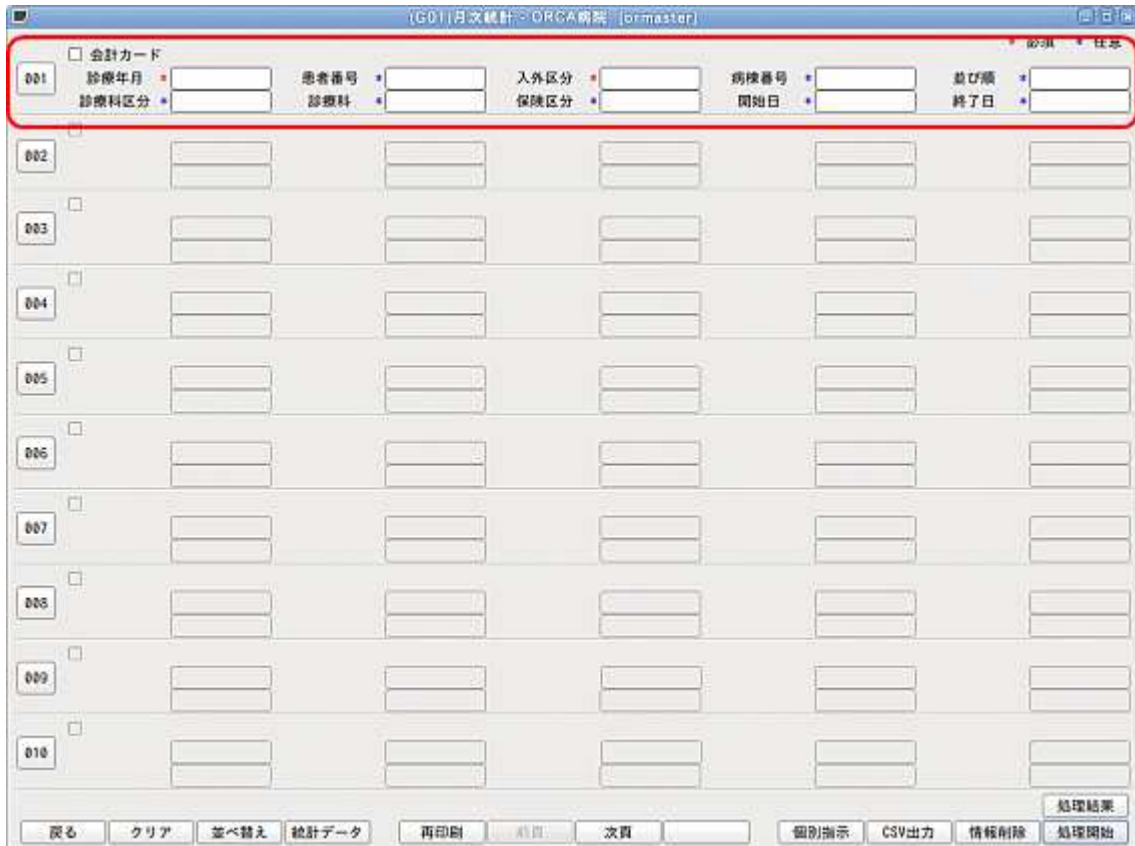 (G01)月次統計 - ORCA病院 [ormaster]
* 必須 * 任意
会計カード
001 診療年月 * 患者番号 * 入外区分 * 病棟番号 * 並び順 *
診療科区分 * 診療科 * 保険区分 * 開始日 * 終了日 *
002
003
004
005
006
007
008
009
010
処理結果
戻る クリア 並べ替え 統計データ 再印刷 前頁 次頁 個別指示 CSV出力 情報削除 処理開始